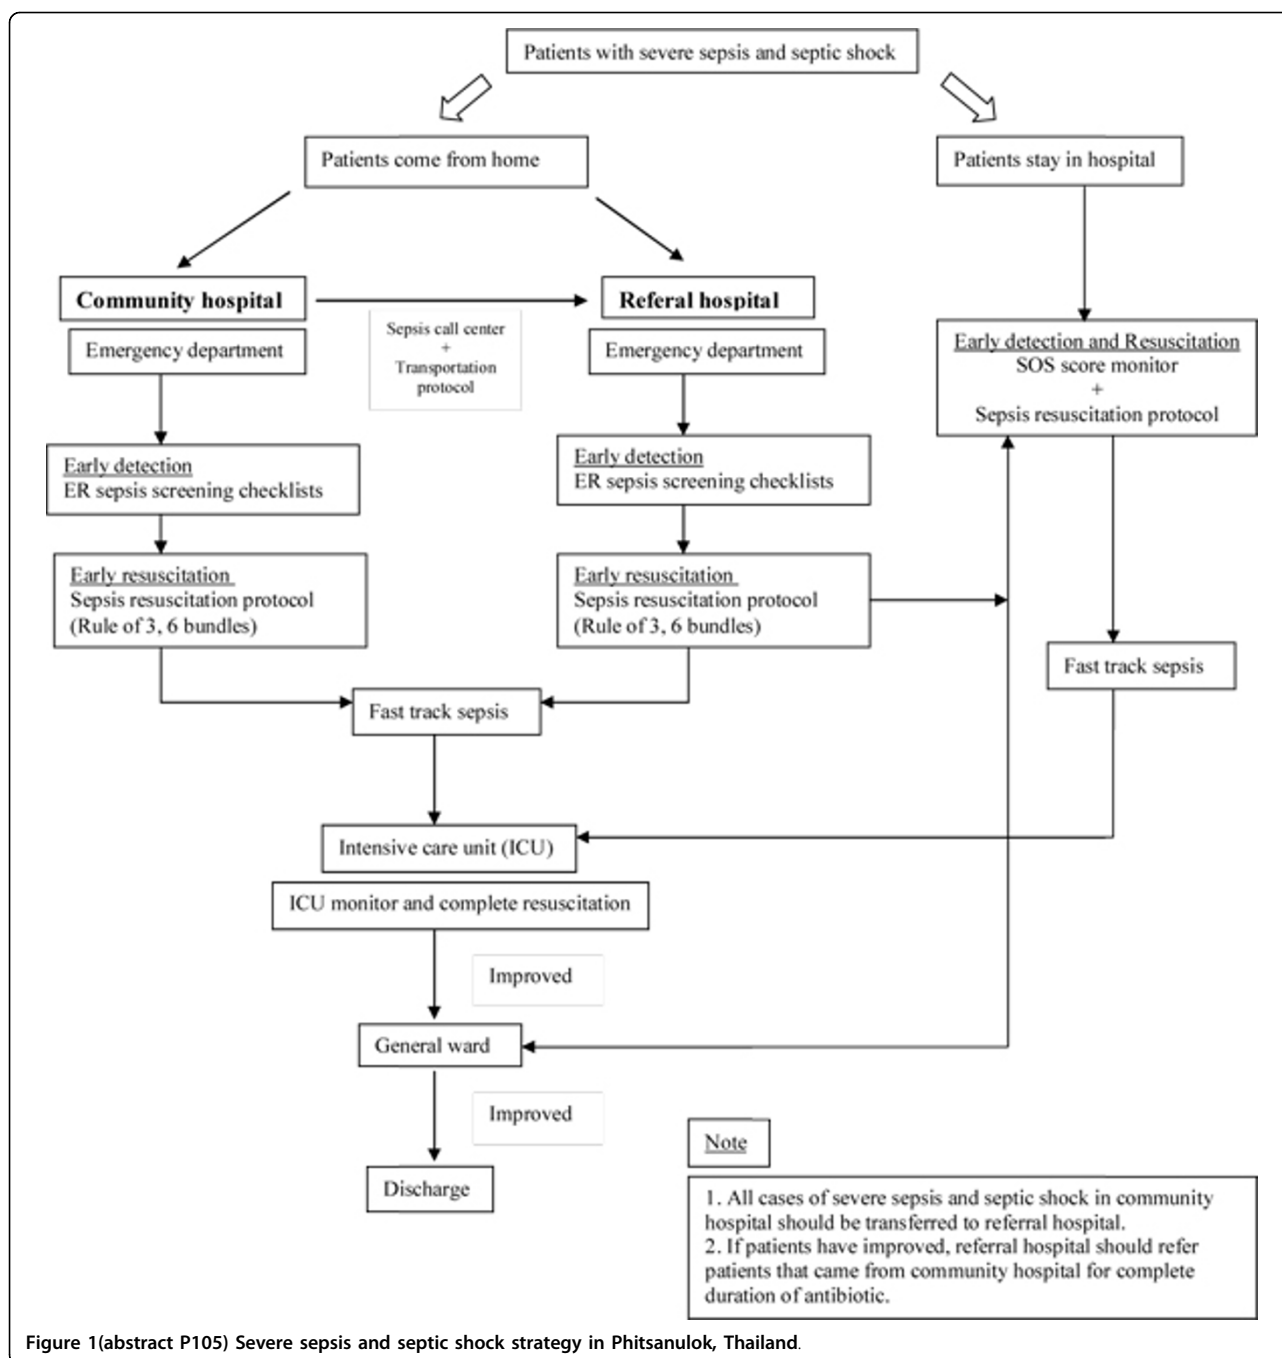 Patients with severe sepsis and septic shock
Patients come from home
Patients stay in hospital
Community hospital
Referal hospital
Emergency department
Sepsis call center
+
Transportation
protocol
Emergency department
Early detection and Resuscitation
SOS score monitor
+
Sepsis resuscitation protocol
Early detection
ER sepsis screening checklists
Early detection
ER sepsis screening checklists
Early resuscitation
Sepsis resuscitation protocol
(Rule of 3, 6 bundles)
Early resuscitation
Sepsis resuscitation protocol
(Rule of 3, 6 bundles)
Fast track sepsis
Fast track sepsis
Intensive care unit (ICU)
ICU monitor and complete resuscitation
Improved
General ward
Improved
Discharge
Note
1. All cases of severe sepsis and septic shock in community
hospital should be transferred to referral hospital.
2. If patients have improved, referral hospital should refer
patients that came from community hospital for complete
duration of antibiotic.
Figure 1(abstract P105) Severe sepsis and septic shock strategy in Phitsanulok, Thailand.